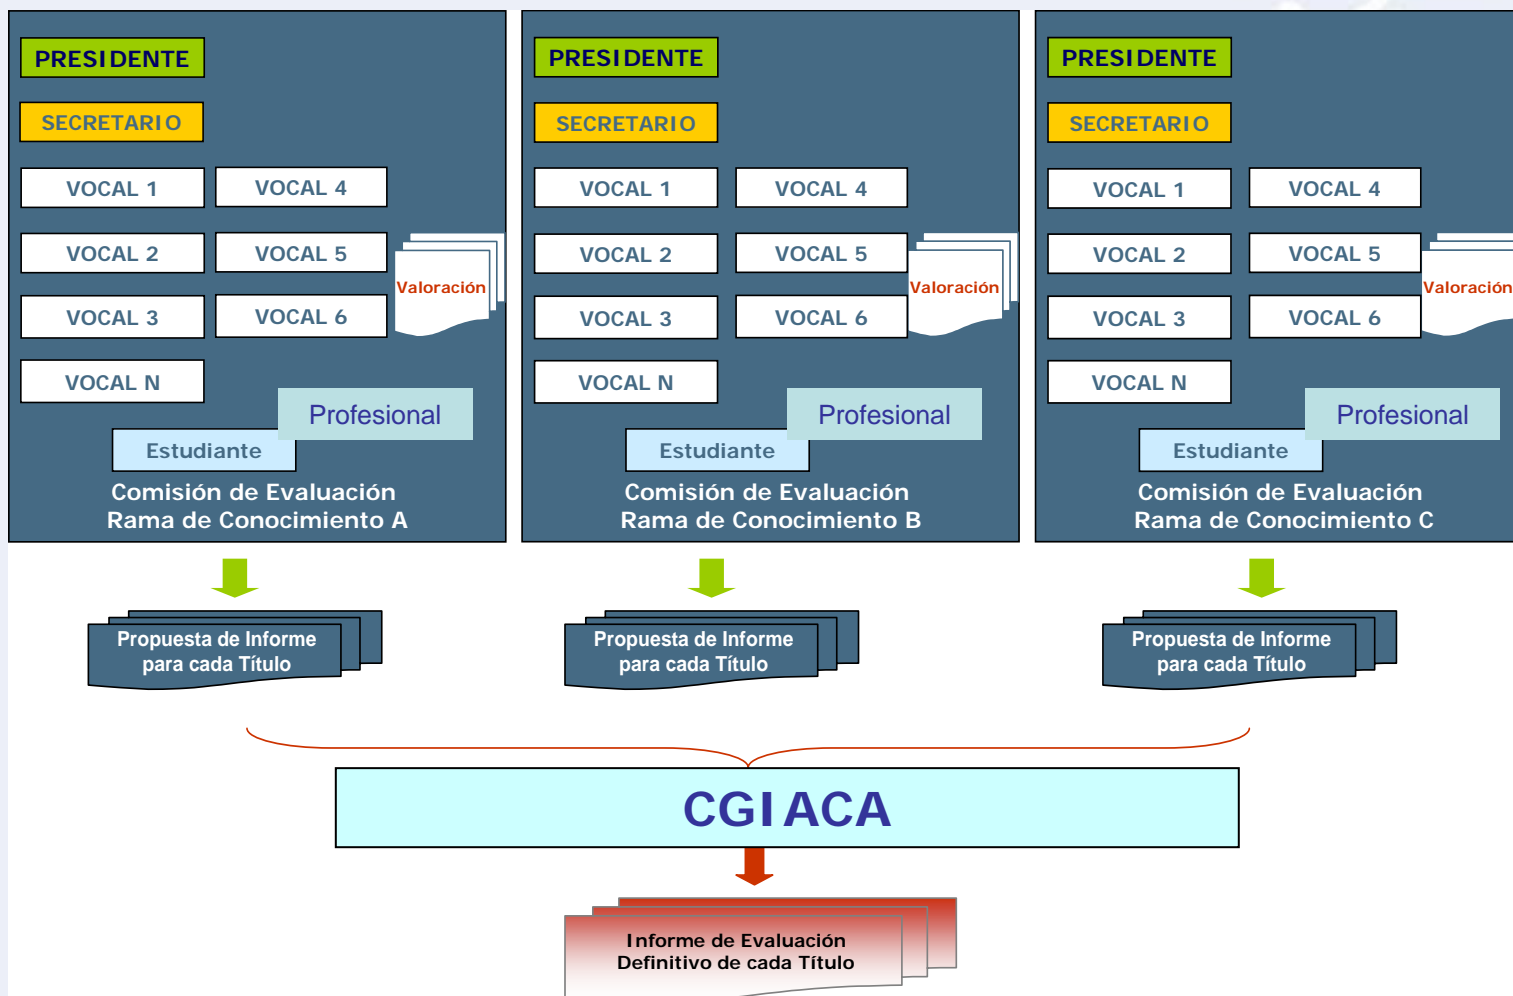 PRESIDENTE
SECRETARIO
VOCAL 1
VOCAL 4
VOCAL 2
VOCAL 5
Valoración
VOCAL 3
VOCAL 6
VOCAL N
Profesional
Estudiante
Comisión de Evaluación
Rama de Conocimiento A
PRESIDENTE
SECRETARIO
VOCAL 1
VOCAL 4
VOCAL 2
VOCAL 5
Valoración
VOCAL 3
VOCAL 6
VOCAL N
Profesional
Estudiante
Comisión de Evaluación
Rama de Conocimiento B
PRESIDENTE
SECRETARIO
VOCAL 1
VOCAL 4
VOCAL 2
VOCAL 5
Valoración
VOCAL 3
VOCAL 6
VOCAL N
Profesional
Estudiante
Comisión de Evaluación
Rama de Conocimiento C
Propuesta de Informe
para cada Título
Propuesta de Informe
para cada Título
Propuesta de Informe
para cada Título
CGIACA
Informe de Evaluación
Definitivo de cada Título